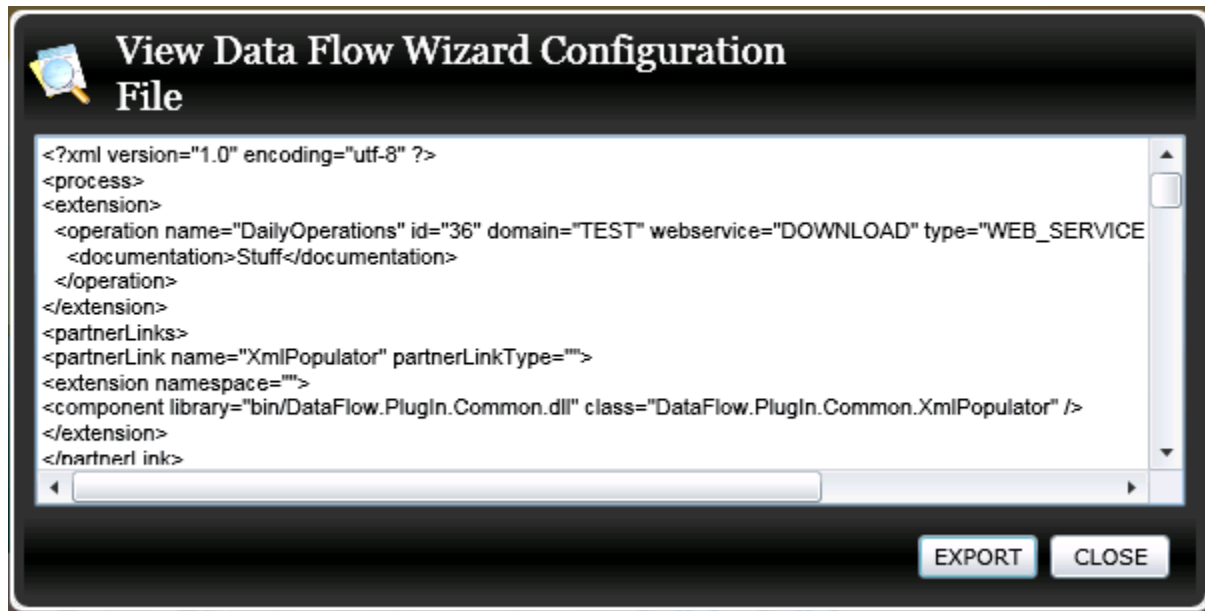 View Data Flow Wizard Configuration
File
<?xml version="1.0" encoding="utf-8" ?>
<process>
<extension>
<operation name="DailyOperations" id="36" domain="TEST" webservice="DOWNLOAD" type="WEB_SERVICE
<documentation>Stuff</documentation>
</operation>
</extension>
<partnerLinks>
<partnerLink name="XmlPopulator" partnerLinkType="">
<extension namespace="">
<component library="bin/DataFlow.PlugIn.Common.dll" class="DataFlow.PlugIn.Common.XmlPopulator" />
</extension>
</partnerLink>
EXPORT CLOSE